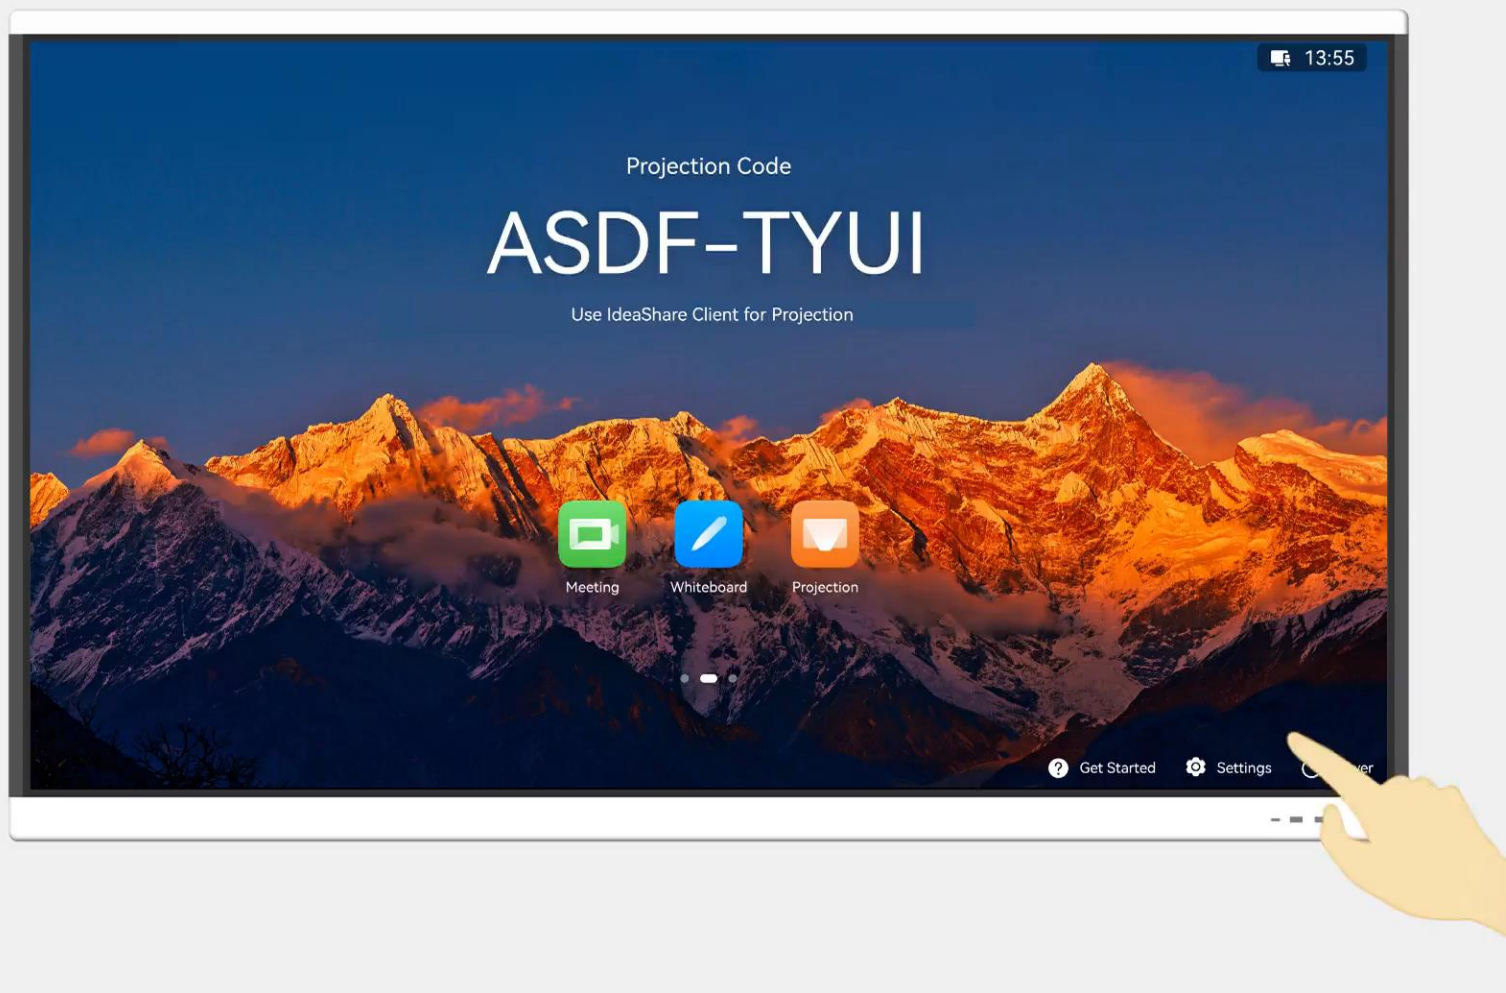 13:55
Projection Code
ASDF-TYUI
Use IdeaShare Client for Projection
Meeting Whiteboard Projection
Get Started Settings